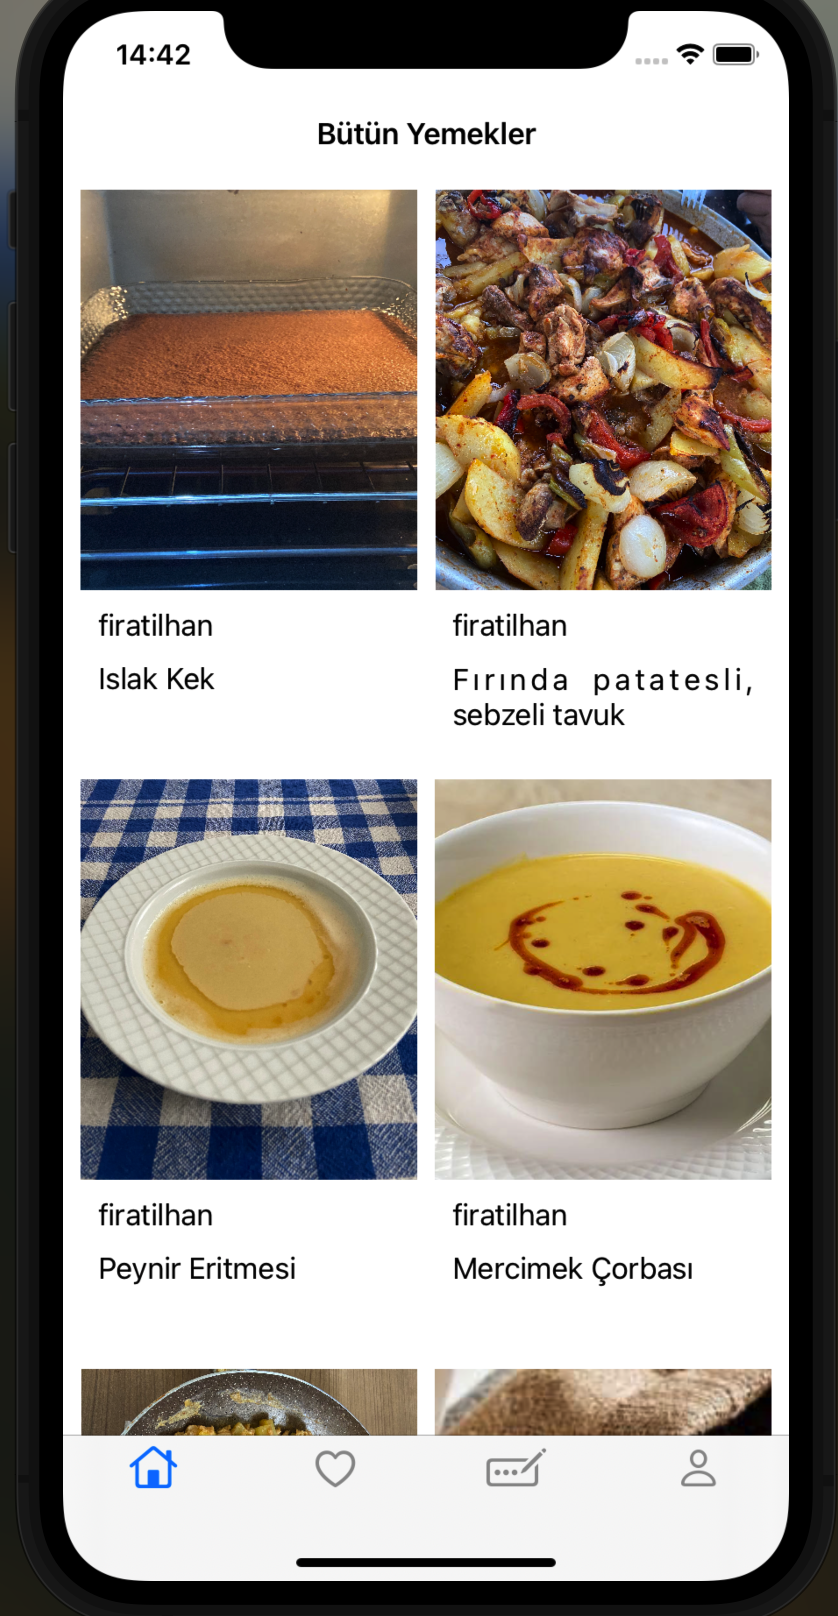 14:42
Bütün Yemekler
firatilhan
firatilhan
Islak Kek
Fırında patatesli,
sebzeli tavuk
firatilhan
firatilhan
Peynir Eritmesi
Mercimek Çorbası